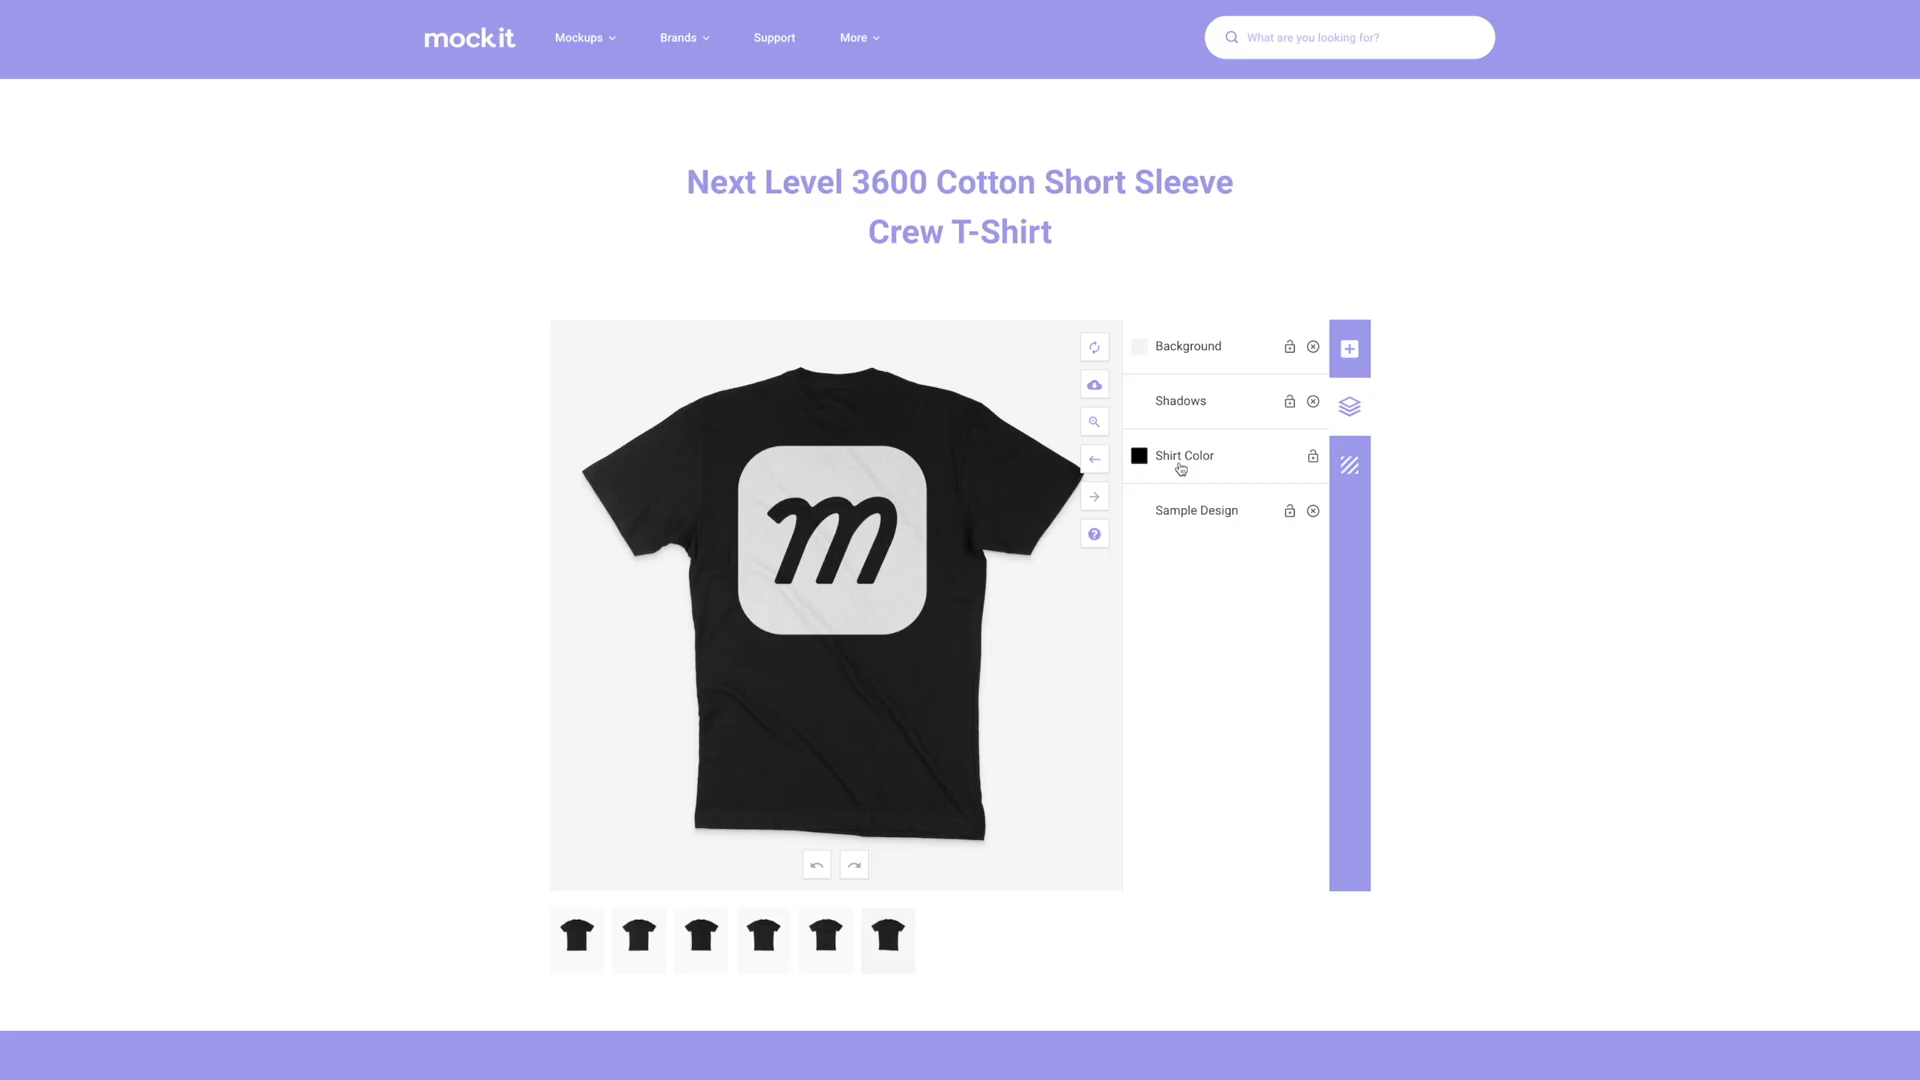 mockit
Mockups
Brands
Support
More
What are you looking for?
Next Level 3600 Cotton Short Sleeve
Crew T-Shirt
Background
Shadows
Shirt Color
Sample Design
m